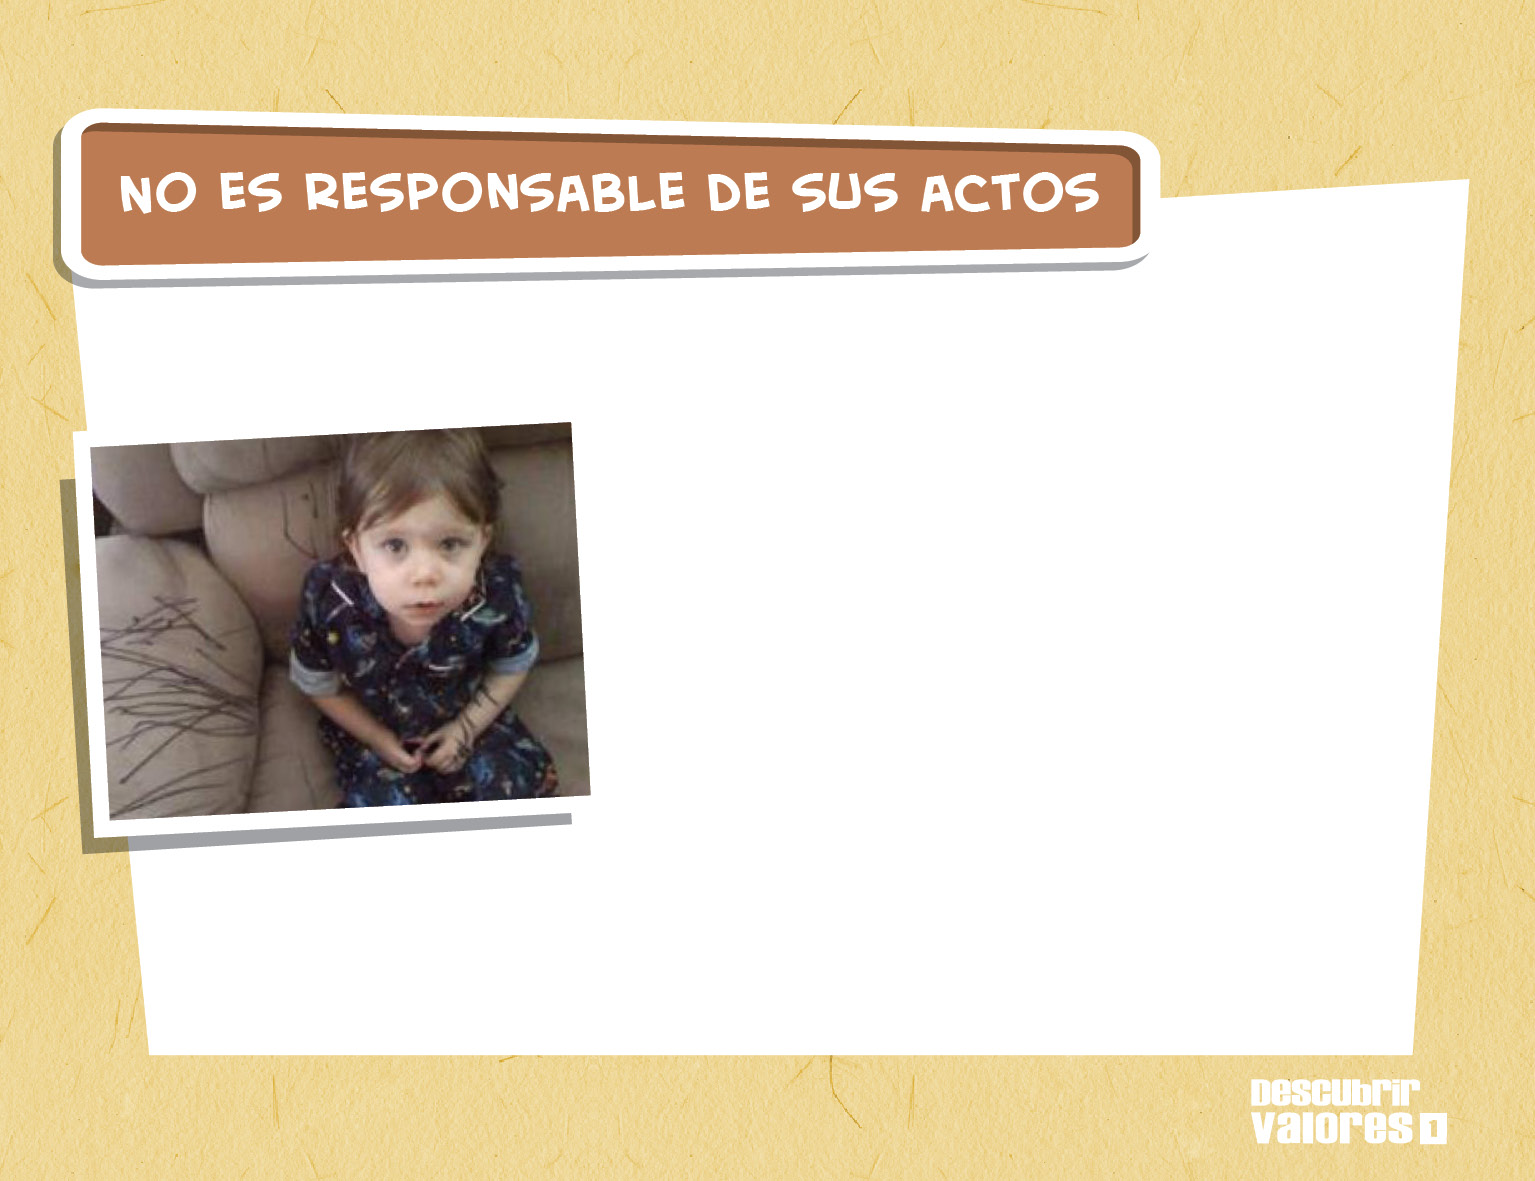 NO ES RESPONSABLE DE SUS ACTOS
Descubrir
valores 1